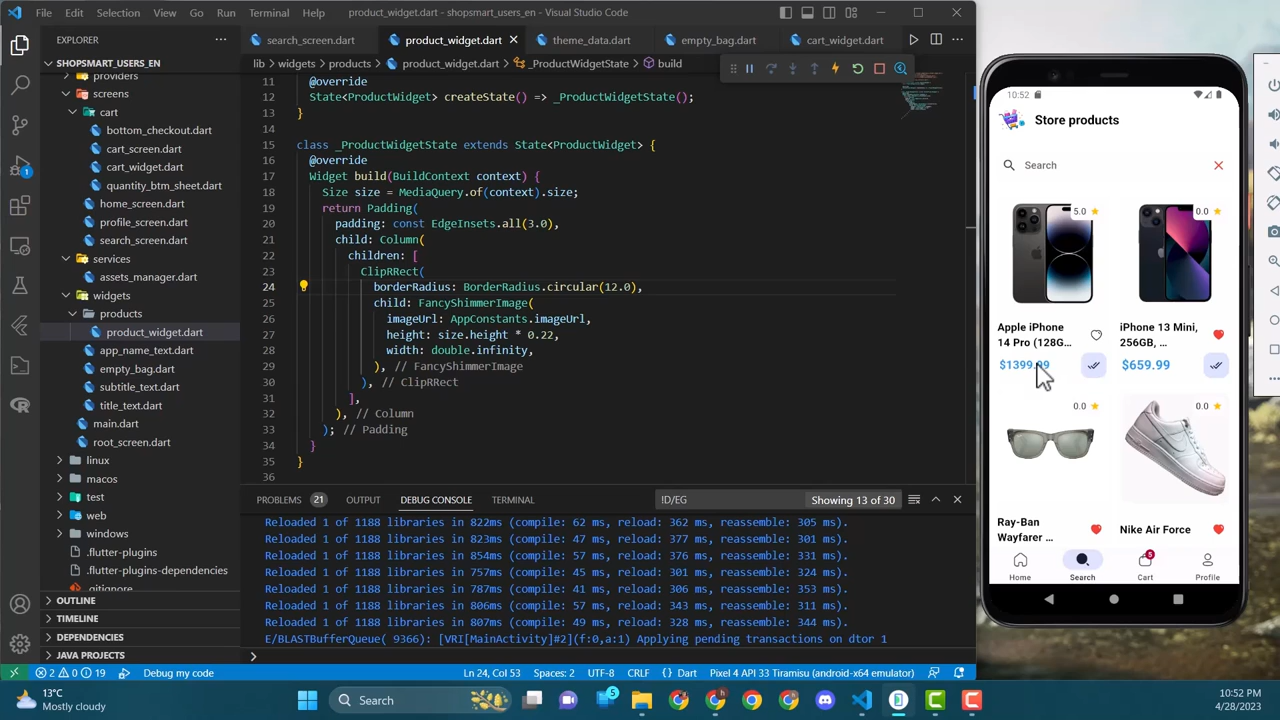 File Edit Selection View Go Run Terminal Help product_widget.dart - shopsmart_users_en - Visual Studio Code
EXPLORER
SHOPSMART_USERS_EN
providers
screens
cart
bottom_checkout.dart
cart_screen.dart
cart_widget.dart
quantity_btm_sheet.dart
home_screen.dart
profile_screen.dart
search_screen.dart
services
assets_manager.dart
widgets
products
product_widget.dart
app_name_text.dart
empty_bag.dart
subtitle_text.dart
title_text.dart
main.dart
root_screen.dart
linux
macos
test
web
windows
.flutter-plugins
.flutter-plugins-dependencies
.gitignore
OUTLINE
TIMELINE
DEPENDENCIES
JAVA PROJECTS
1
search_screen.dart product_widget.dart theme_data.dart empty_bag.dart cart_widget.dart
lib > widgets > products > product_widget.dart > _ProductWidgetState > build
11 @override
12 State<ProductWidget> createState() => _ProductWidgetState();
13 }
14
15 class _ProductWidgetState extends State<ProductWidget> {
16 @override
17 Widget build(BuildContext context) {
18 Size size = MediaQuery.of(context).size;
19 return Padding(
20 padding: const EdgeInsets.all(3.0),
21 child: Column(
22 children: [
23 ClipRRect(
24 borderRadius: BorderRadius.circular(12.0),
25 child: FancyShimmerImage(
26 imageUrl: AppConstants.imageUrl,
27 height: size.height * 0.22,
28 width: double.infinity,
29 ), // FancyShimmerImage
30 ), // ClipRRect
31 ],
32 ), // Column
33 ); // Padding
34 }
35 }
36
PROBLEMS 21 OUTPUT DEBUG CONSOLE TERMINAL !D/EG Showing 13 of 30
Reloaded 1 of 1188 libraries in 822ms (compile: 62 ms, reload: 362 ms, reassemble: 305 ms).
Reloaded 1 of 1188 libraries in 823ms (compile: 47 ms, reload: 377 ms, reassemble: 301 ms).
Reloaded 1 of 1188 libraries in 854ms (compile: 57 ms, reload: 376 ms, reassemble: 331 ms).
Reloaded 1 of 1188 libraries in 757ms (compile: 45 ms, reload: 301 ms, reassemble: 324 ms).
Reloaded 1 of 1188 libraries in 787ms (compile: 41 ms, reload: 306 ms, reassemble: 353 ms).
Reloaded 1 of 1188 libraries in 806ms (compile: 57 ms, reload: 343 ms, reassemble: 311 ms).
Reloaded 1 of 1188 libraries in 807ms (compile: 49 ms, reload: 328 ms, reassemble: 344 ms).
E/BLASTBufferQueue( 9366): [VRI[MainActivity]#2](f:0,a:1) Applying pending transactions on dtor 1
2 0 19 Debug my code Ln 24, Col 53 Spaces: 2 UTF-8 CRLF {} Dart Pixel 4 API 30 Tiramisu (android-x64 emulator)
10:52
Store products
Search
5.0 0.0
Apple iPhone
14 Pro (128G...
$1399.99
iPhone 13 Mini,
256GB, ...
$659.99
0.0 0.0
Ray-Ban
Wayfarer ...
Nike Air Force
5
Home Search Cart Profile
13°C
Mostly cloudy
Search
5
10:52 PM
4/28/2023